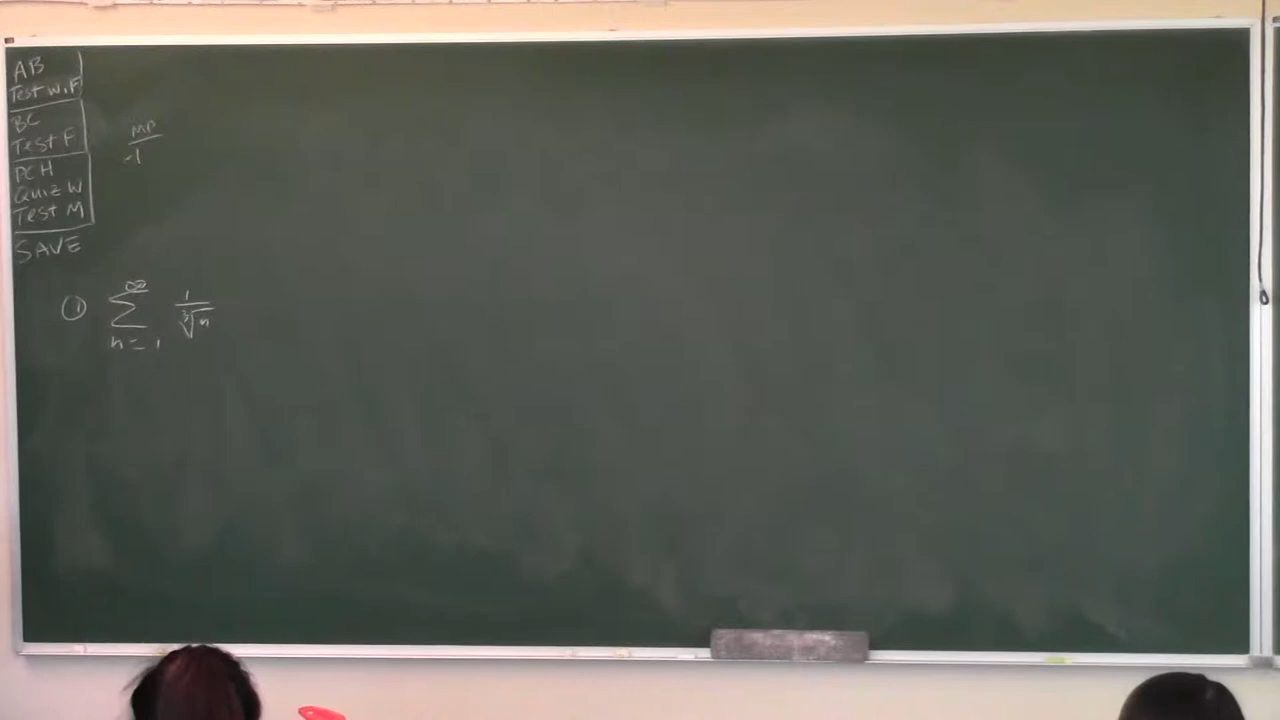 AB
Test W, F
BC
Test F
PCH
Quiz W
Test M
SAVE
MP
-1
① ∑ 1/∛n
∞
n = 1